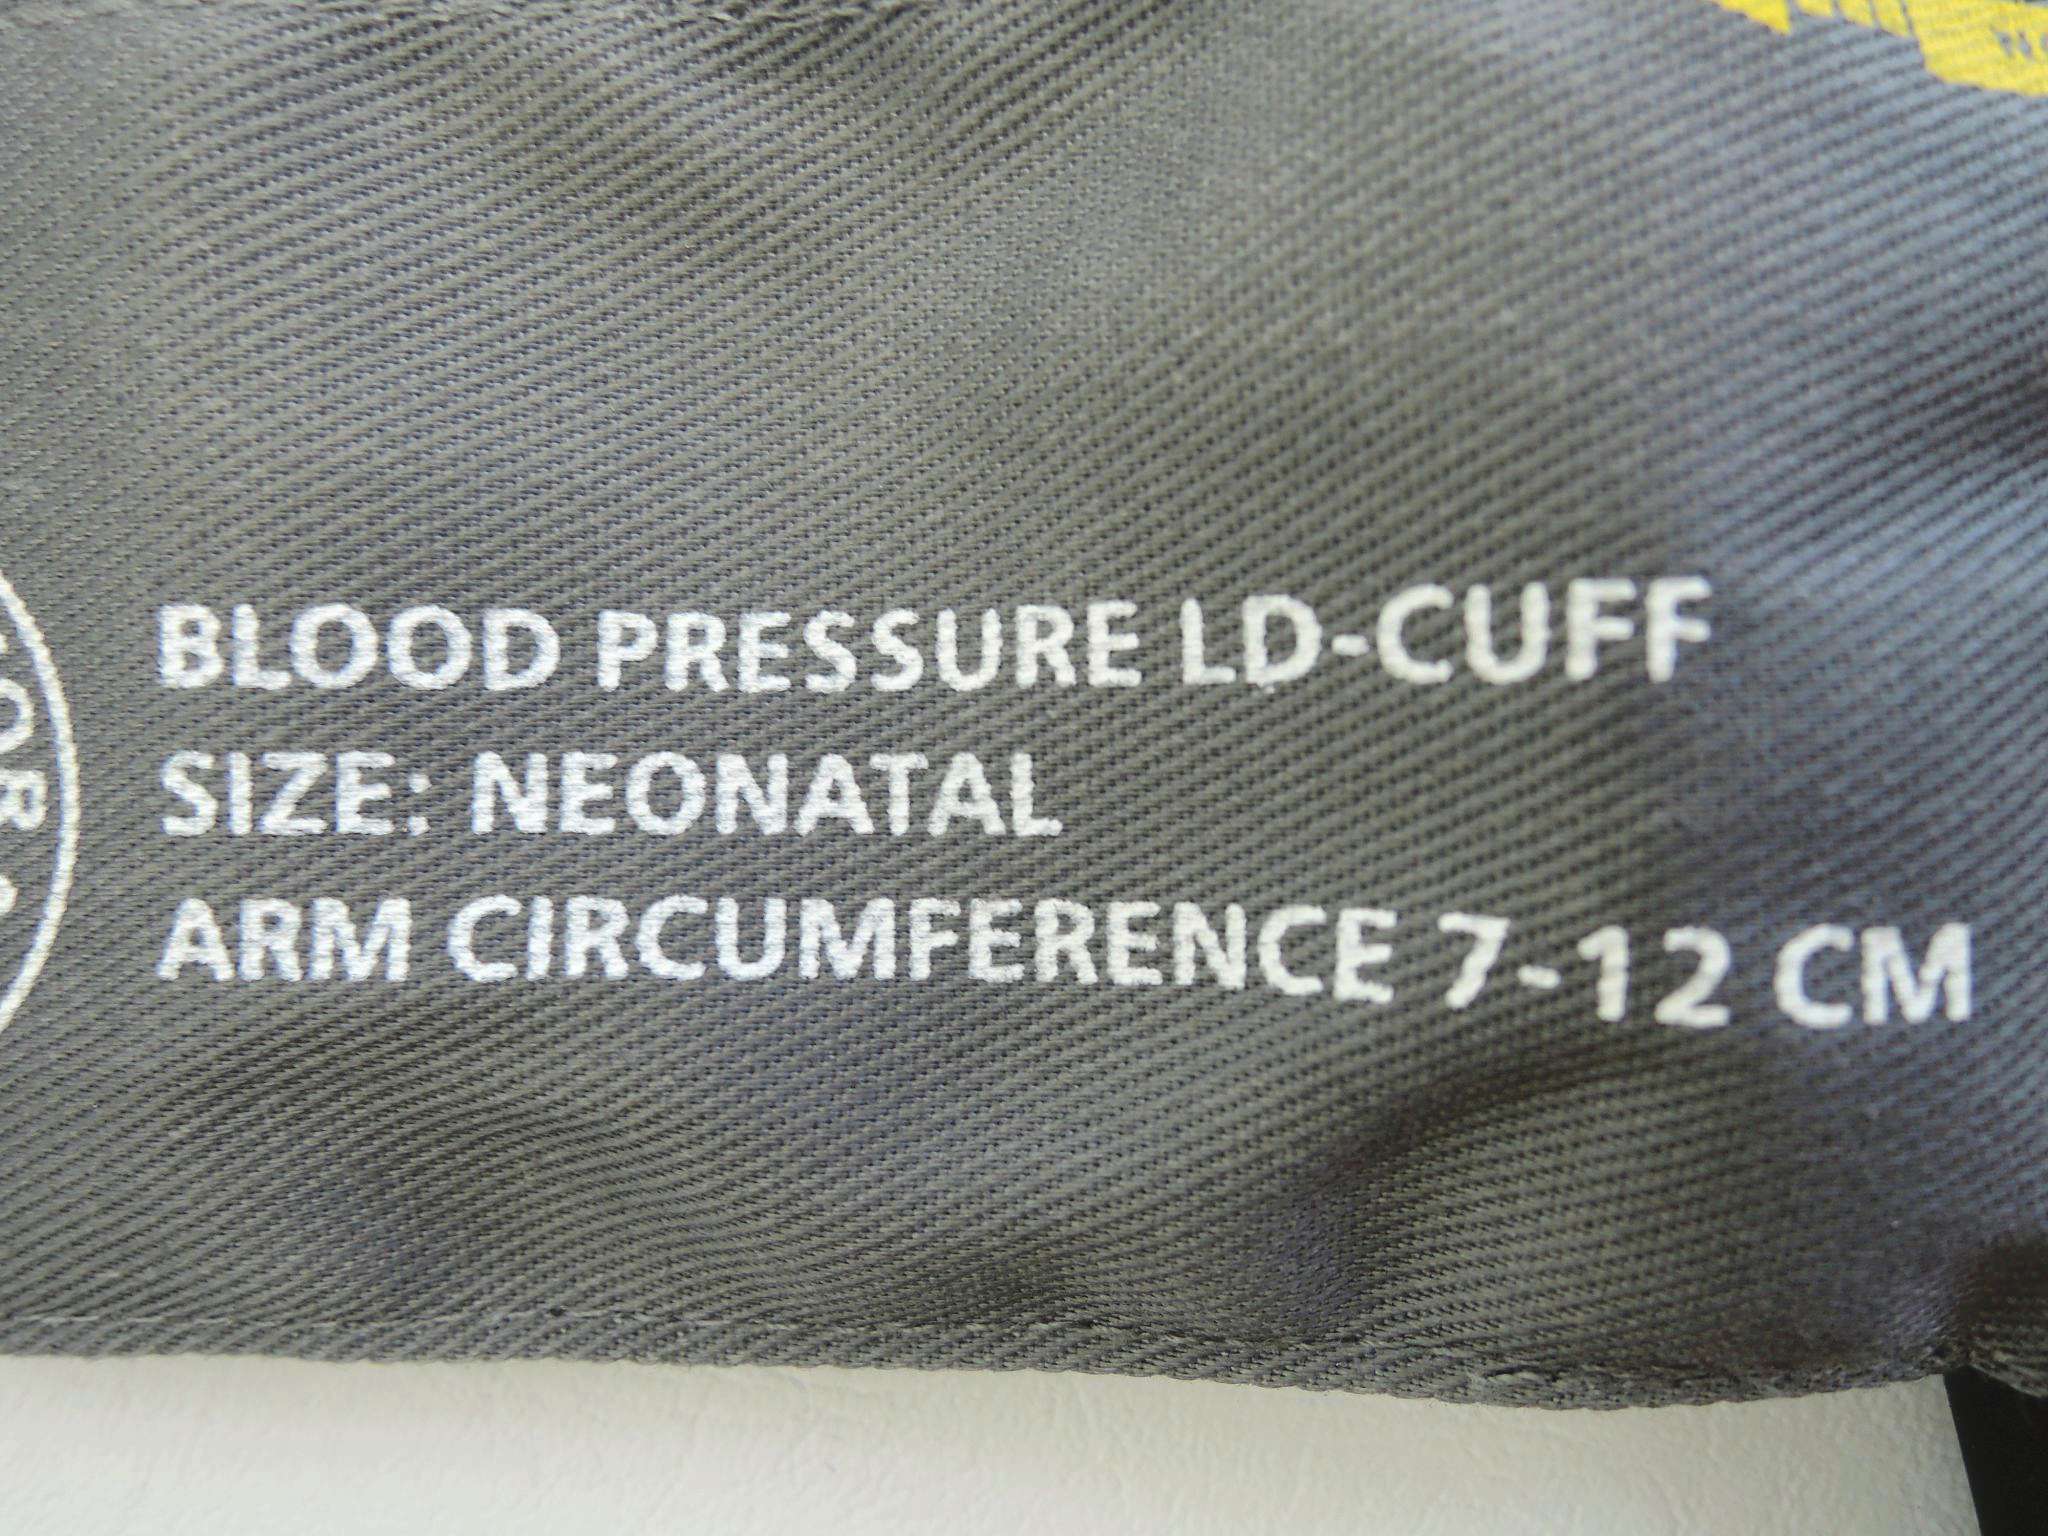 BLOOD PRESSURE LD-CUFF
SIZE: NEONATAL
ARM CIRCUMFERENCE 7-12 CM